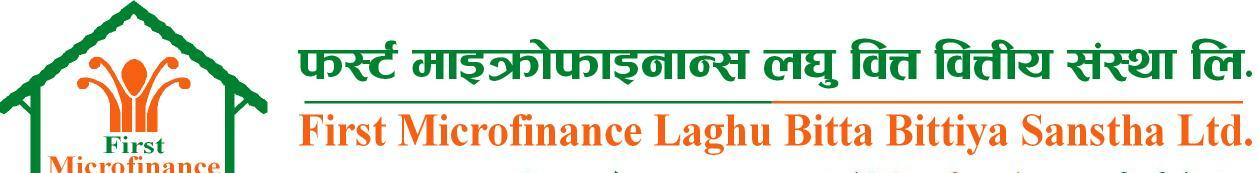 फर्स्ट माइक्रोफाइनान्स लघु वित्त वित्तीय संस्था लि.
First Microfinance Laghu Bitta Bittiya Sanstha Ltd.
First
Microfinance